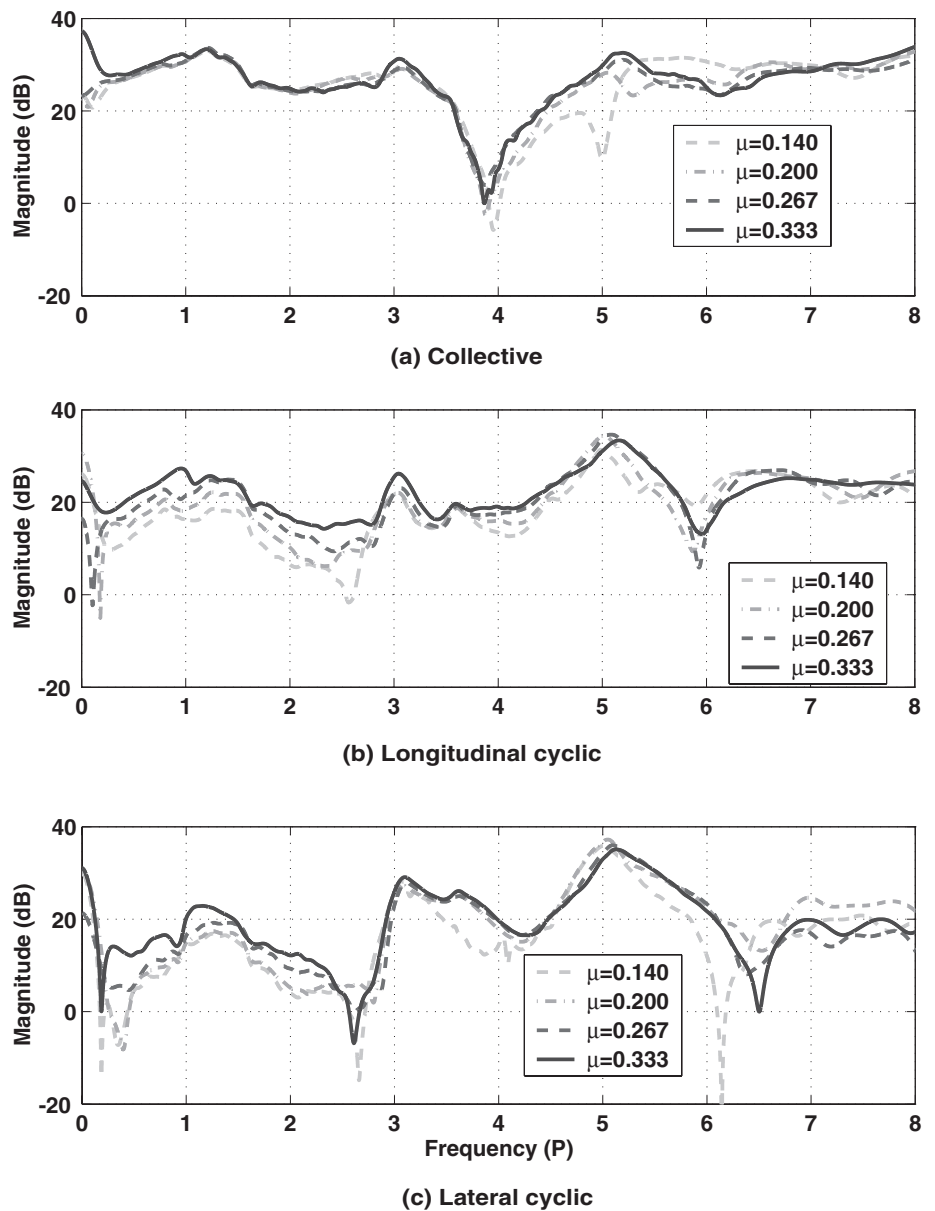 40
20
0
-20
Magnitude (dB)
0 1 2 3 4 5 6 7 8
μ=0.140
μ=0.200
μ=0.267
μ=0.333
(a) Collective
40
20
0
-20
Magnitude (dB)
0 1 2 3 4 5 6 7 8
μ=0.140
μ=0.200
μ=0.267
μ=0.333
(b) Longitudinal cyclic
40
20
0
-20
Magnitude (dB)
0 1 2 3 4 5 6 7 8
μ=0.140
μ=0.200
μ=0.267
μ=0.333
Frequency (P)
(c) Lateral cyclic